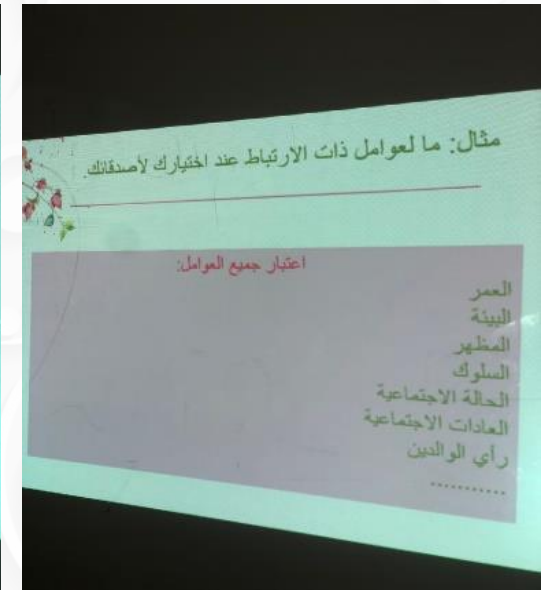 مثال: ما لعوامل ذات الارتباط عند اختيارك لأصدقائك.
اعتبار جميع العوامل:
العمر
البيئة
المظهر
السلوك
الحالة الاجتماعية
العادات الاجتماعية
رأي الوالدين
...........